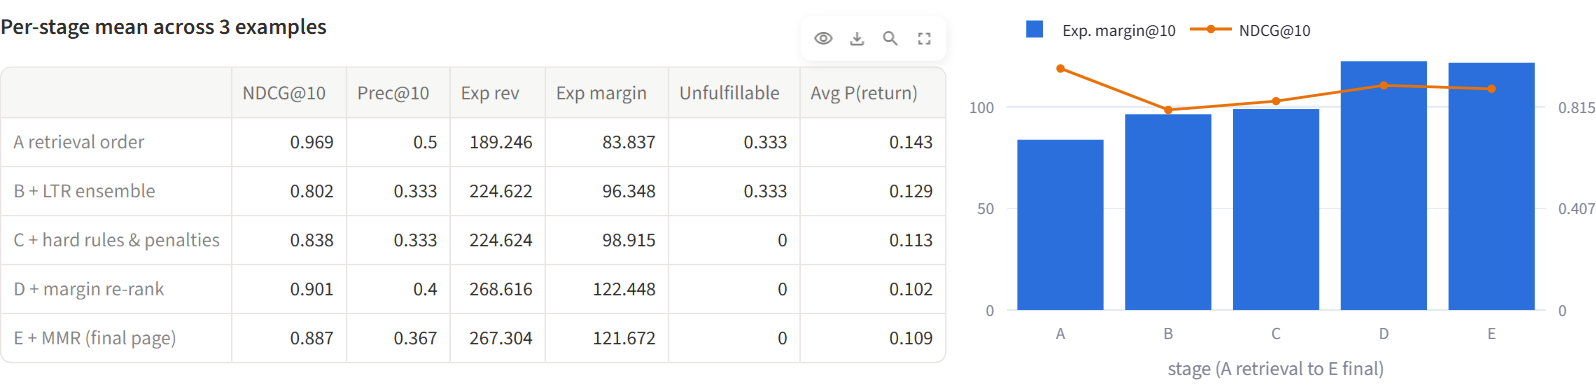 Per-stage mean across 3 examples
NDCG@10 Prec@10 Exp rev Exp margin Unfulfillable Avg P(return)
A retrieval order 0.969 0.5 189.246 83.837 0.333 0.143
B + LTR ensemble 0.802 0.333 224.622 96.348 0.333 0.129
C + hard rules & penalties 0.838 0.333 224.624 98.915 0 0.113
D + margin re-rank 0.901 0.4 268.616 122.448 0 0.102
E + MMR (final page) 0.887 0.367 267.304 121.672 0 0.109
Exp. margin@10 NDCG@10
100 0.815
50 0.407
0 0
A B C D E
stage (A retrieval to E final)